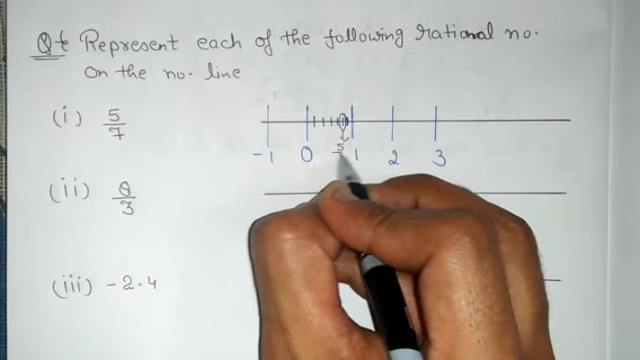 Q: Represent each of the following rational no.
on the no. line
(i) 5/7
-1 0 5 1 2 3
(ii) 8/3
(iii) -2.4